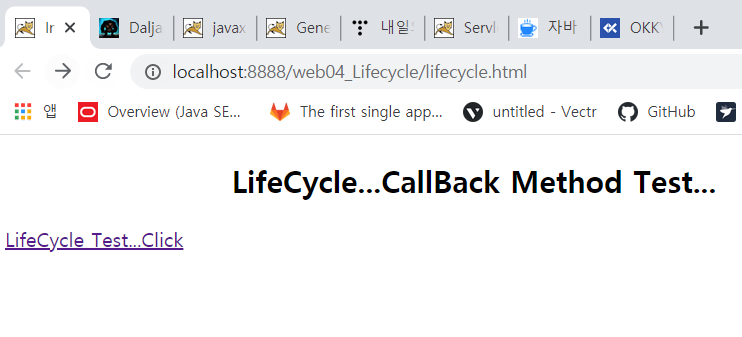 Ir Dalja javax Gene 내일 Servl 자바 OKKY
localhost:8888/web04_Lifecycle/lifecycle.html
앱 Overview (Java SE... The first single app... untitled - Vectr GitHub
LifeCycle...CallBack Method Test...
LifeCycle Test...Click